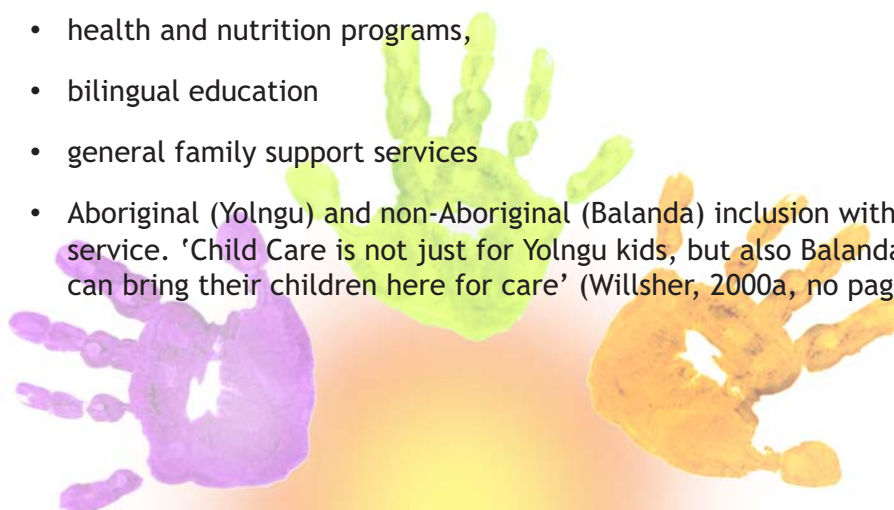 • health and nutrition programs,
• bilingual education
• general family support services
• Aboriginal (Yolngu) and non-Aboriginal (Balanda) inclusion with
service. ‘Child Care is not just for Yolngu kids, but also Balanda
can bring their children here for care’ (Willsher, 2000a, no pag